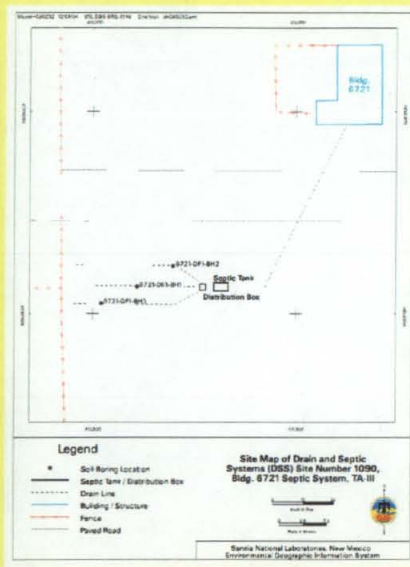 Bldg.
6721
6721-DF1-BH2
6721-DF1-BH1
Septic Tank
Distribution Box
6721-DF1-BH3
Legend
Soil Boring Location
Septic Tank / Distribution Box
Drain Line
Building / Structure
Fence
Paved Road
Site Map of Drain and Septic
Systems (DSS) Site Number 1090,
Bldg. 6721 Septic System, TA-III
Sandia National Laboratories, New Mexico
Environmental Geographic Information System